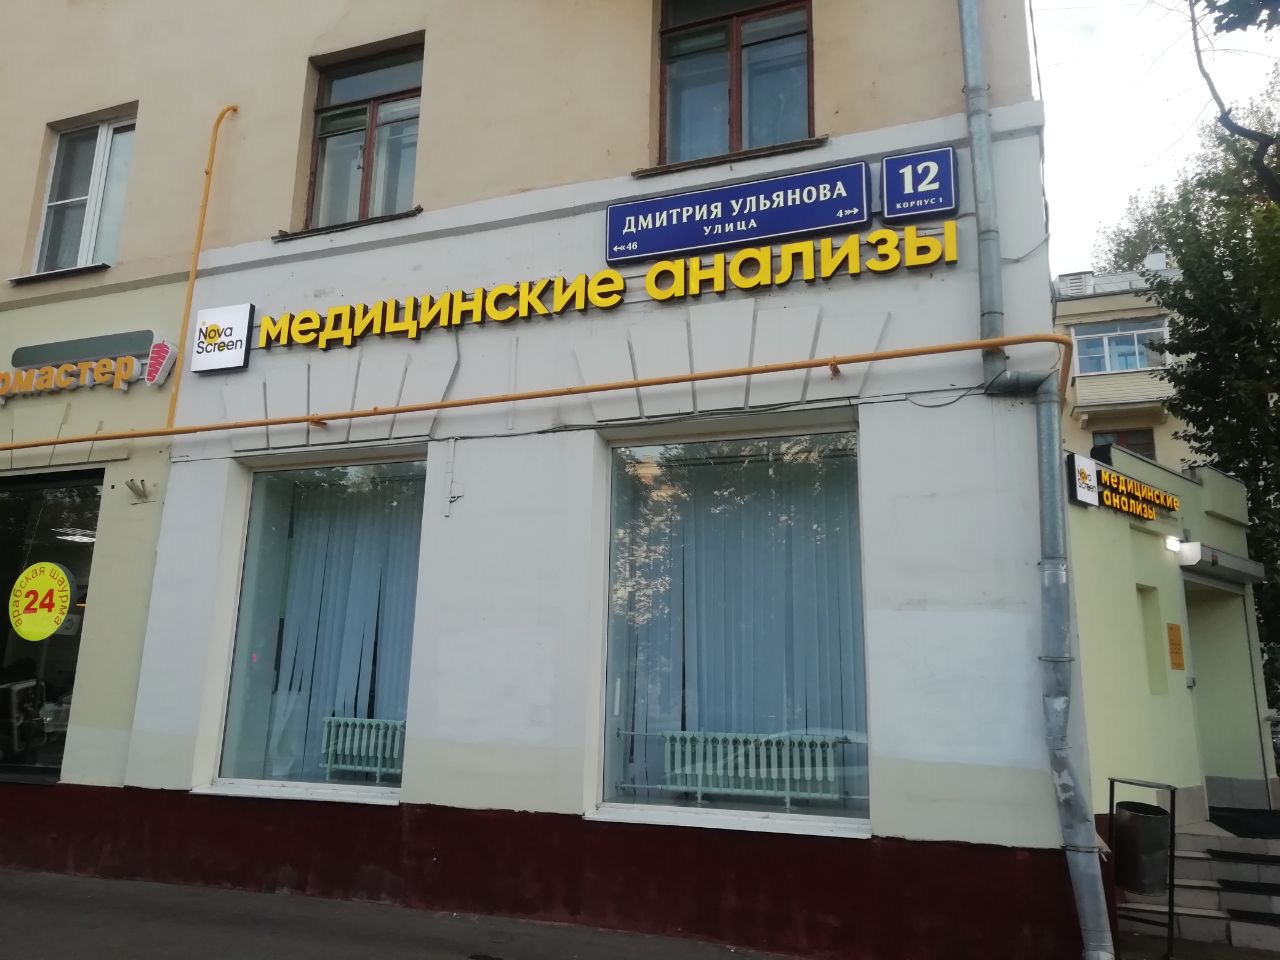 ДМИТРИЯ УЛЬЯНОВА
УЛИЦА
46
4
12
КОРПУС 1
Nova
Screen
медицинские анализы
рмастер
арабская шаурма
24
Nova
Screen
медицинские
анализы